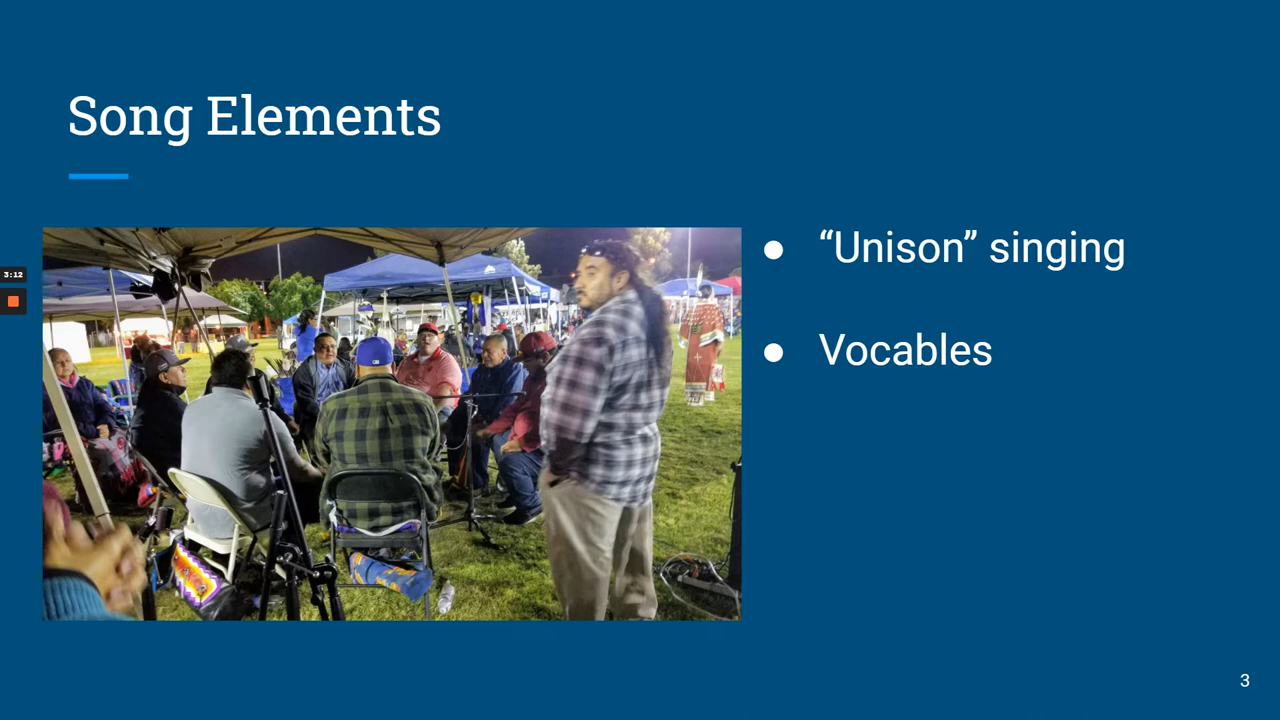 Song Elements
3:12
● “Unison” singing
● Vocables
3